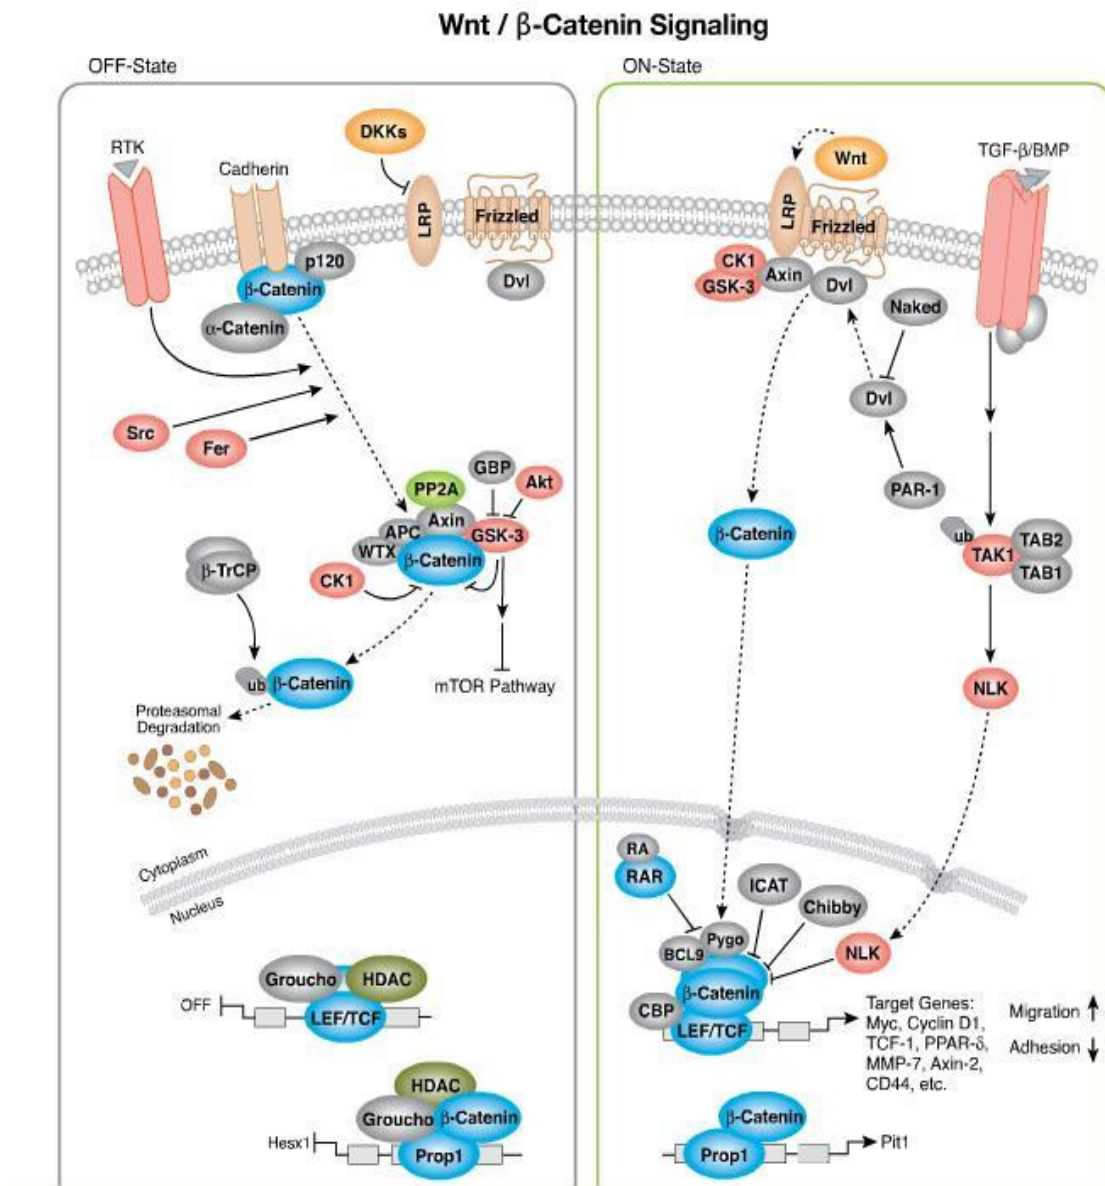 Wnt / β-Catenin Signaling
OFF-State
ON-State
RTK
Cadherin
DKKs
LRP
Frizzled
Dvl
p120
β-Catenin
α-Catenin
Src
Fer
PP2A
GBP
Akt
Axin
APC
GSK-3
WTX
β-Catenin
CK1
β-TrCP
ub
β-Catenin
mTOR Pathway
Proteasomal
Degradation
Cytoplasm
Nucleus
Groucho
HDAC
OFF
LEF/TCF
HDAC
Groucho
β-Catenin
Hesx1
Prop1
Wnt
TGF-β/BMP
LRP
Frizzled
CK1
GSK-3
Axin
Dvl
Naked
Dvl
PAR-1
β-Catenin
ub
TAK1
TAB2
TAB1
NLK
RA
RAR
ICAT
Chibby
Pygo
BCL9
NLK
β-Catenin
CBP
LEF/TCF
Target Genes:
Myc, Cyclin D1,
TCF-1, PPAR-δ,
MMP-7, Axin-2,
CD44, etc.
Migration
Adhesion
β-Catenin
Prop1
Pit1